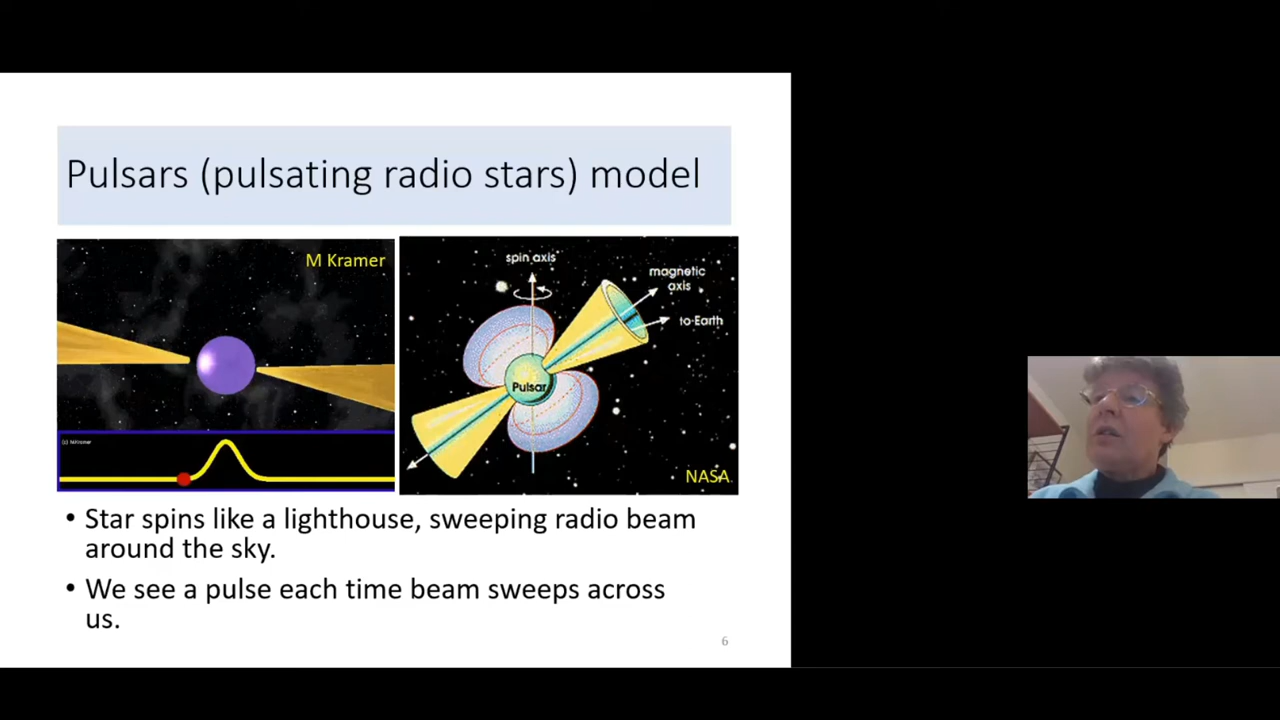 Pulsars (pulsating radio stars) model
M Kramer
(c) M Kramer
spin axis
magnetic
axis
to Earth
Pulsar
NASA
• Star spins like a lighthouse, sweeping radio beam
around the sky.
• We see a pulse each time beam sweeps across
us.
6